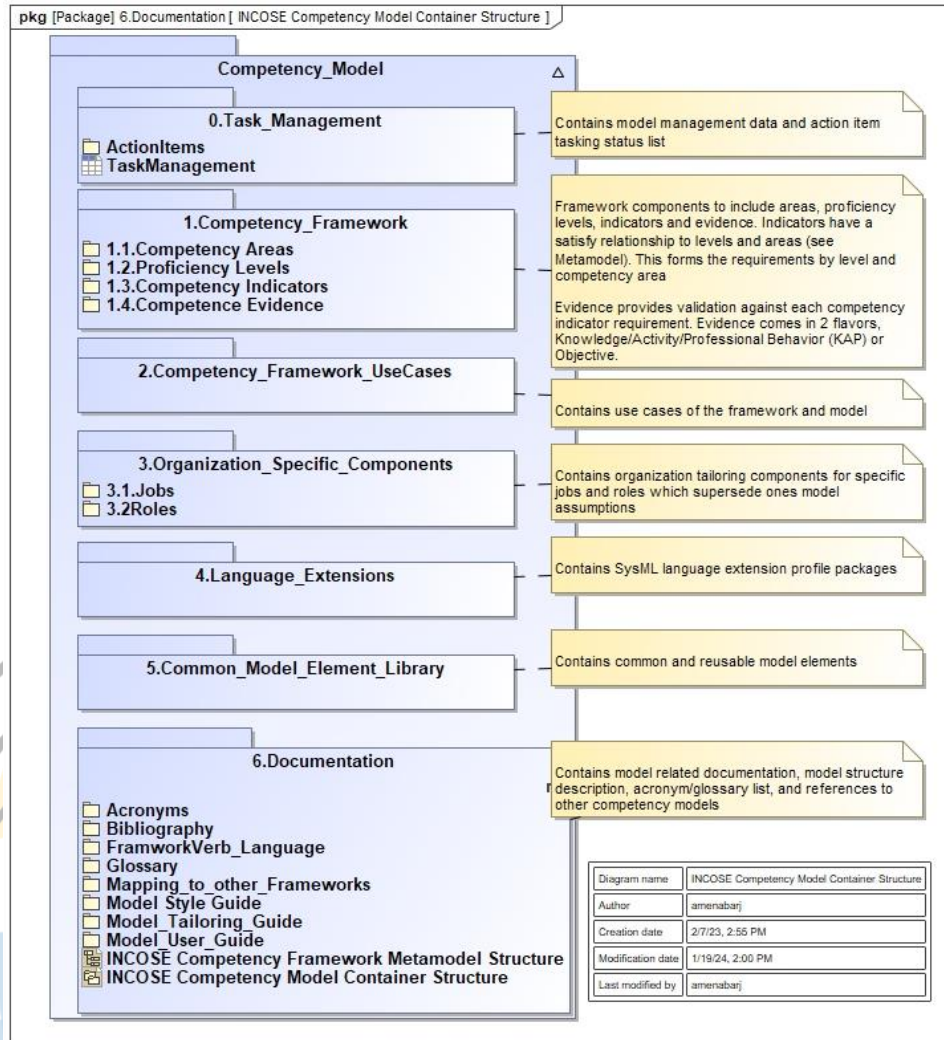 pkg [Package] 6.Documentation [ INCOSE Competency Model Container Structure ]
Competency_Model
0.Task_Management
ActionItems
TaskManagement
Contains model management data and action item
tasking status list
1.Competency_Framework
1.1.Competency Areas
1.2.Proficiency Levels
1.3.Competency Indicators
1.4.Competence Evidence
Framework components to include areas, proficiency
levels, indicators and evidence. Indicators have a
satisfy relationship to levels and areas (see
Metamodel). This forms the requirements by level and
competency area
Evidence provides validation against each competency
indicator requirement. Evidence comes in 2 flavors,
Knowledge/Activity/Professional Behavior (KAP) or
Objective.
2.Competency_Framework_UseCases
Contains use cases of the framework and model
3.Organization_Specific_Components
3.1.Jobs
3.2Roles
Contains organization tailoring components for specific
jobs and roles which supersede ones model
assumptions
4.Language_Extensions
Contains SysML language extension profile packages
5.Common_Model_Element_Library
Contains common and reusable model elements
6.Documentation
Acronyms
Bibliography
FramworkVerb_Language
Glossary
Mapping_to_other_Frameworks
Model Style Guide
Model_Tailoring_Guide
Model_User_Guide
INCOSE Competency Framework Metamodel Structure
INCOSE Competency Model Container Structure
Contains model related documentation, model structure
description, acronym/glossary list, and references to
other competency models
Diagram name INCOSE Competency Model Container Structure
Author amenabarj
Creation date 2/7/23, 2:55 PM
Modification date 1/19/24, 2:00 PM
Last modified by amenabarj